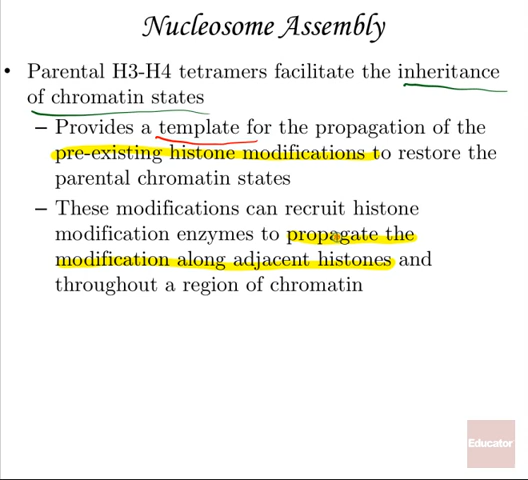 Nucleosome Assembly
• Parental H3-H4 tetramers facilitate the inheritance
of chromatin states
– Provides a template for the propagation of the
pre-existing histone modifications to restore the
parental chromatin states
– These modifications can recruit histone
modification enzymes to propagate the
modification along adjacent histones and
throughout a region of chromatin
Educator